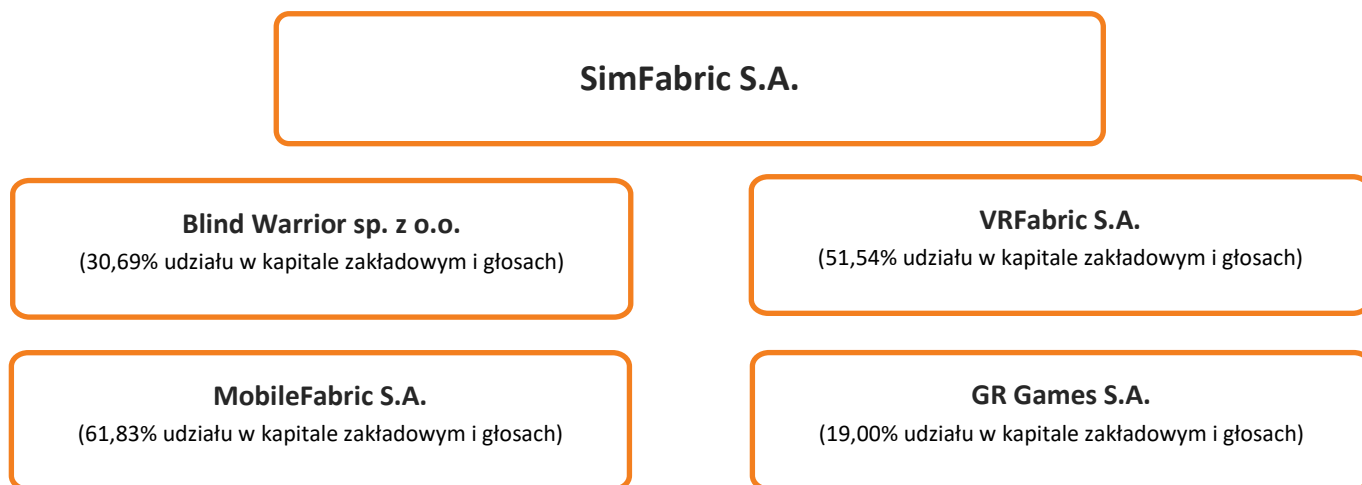 SimFabric S.A.
Blind Warrior sp. z o.o.
(30,69% udziału w kapitale zakładowym i głosach)
VRFabric S.A.
(51,54% udziału w kapitale zakładowym i głosach)
MobileFabric S.A.
(61,83% udziału w kapitale zakładowym i głosach)
GR Games S.A.
(19,00% udziału w kapitale zakładowym i głosach)